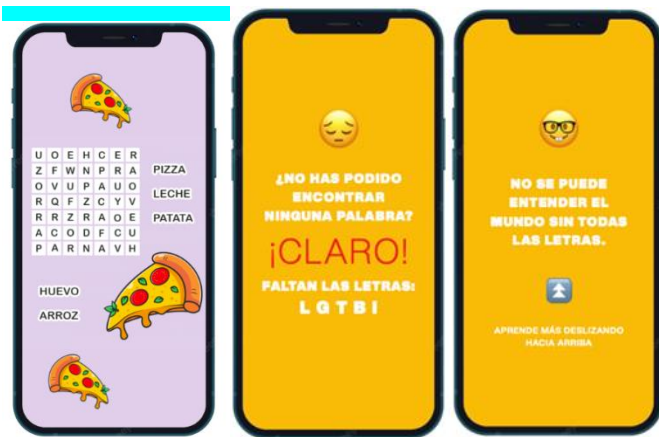 U O E H C E R
Z F W N P R A
O V U P A U O
R Q F Z C Y V
R R Z R A O E
A C O D F C U
P A R N A V H
PIZZA
LECHE
PATATA
HUEVO
ARROZ
¿NO HAS PODIDO
ENCONTRAR
NINGUNA PALABRA?
¡CLARO!
FALTAN LAS LETRAS:
L G T B I
NO SE PUEDE
ENTENDER EL
MUNDO SIN TODAS
LAS LETRAS.
APRENDE MÁS DESLIZANDO
HACIA ARRIBA